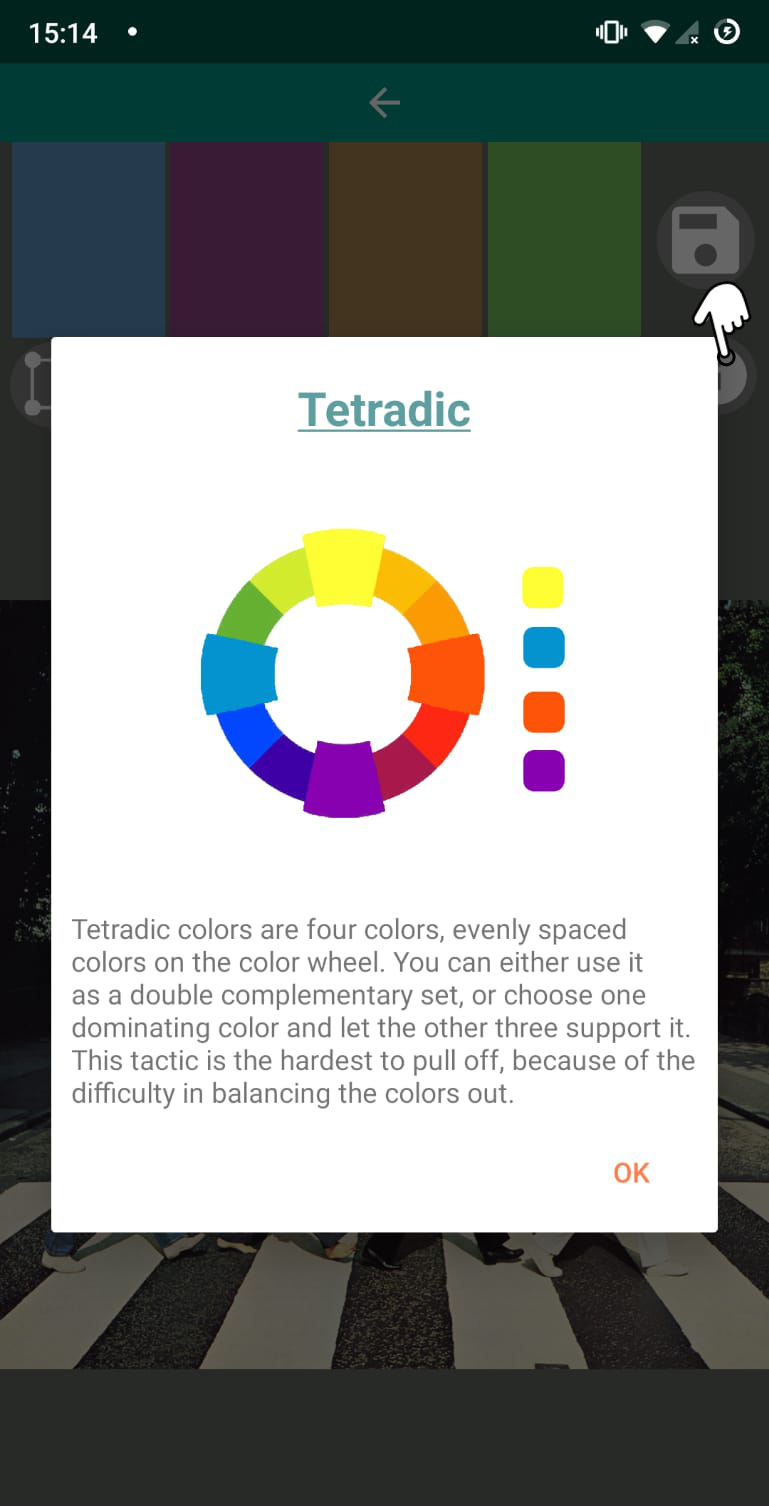 15:14
Tetradic
Tetradic colors are four colors, evenly spaced
colors on the color wheel. You can either use it
as a double complementary set, or choose one
dominating color and let the other three support it.
This tactic is the hardest to pull off, because of the
difficulty in balancing the colors out.
OK